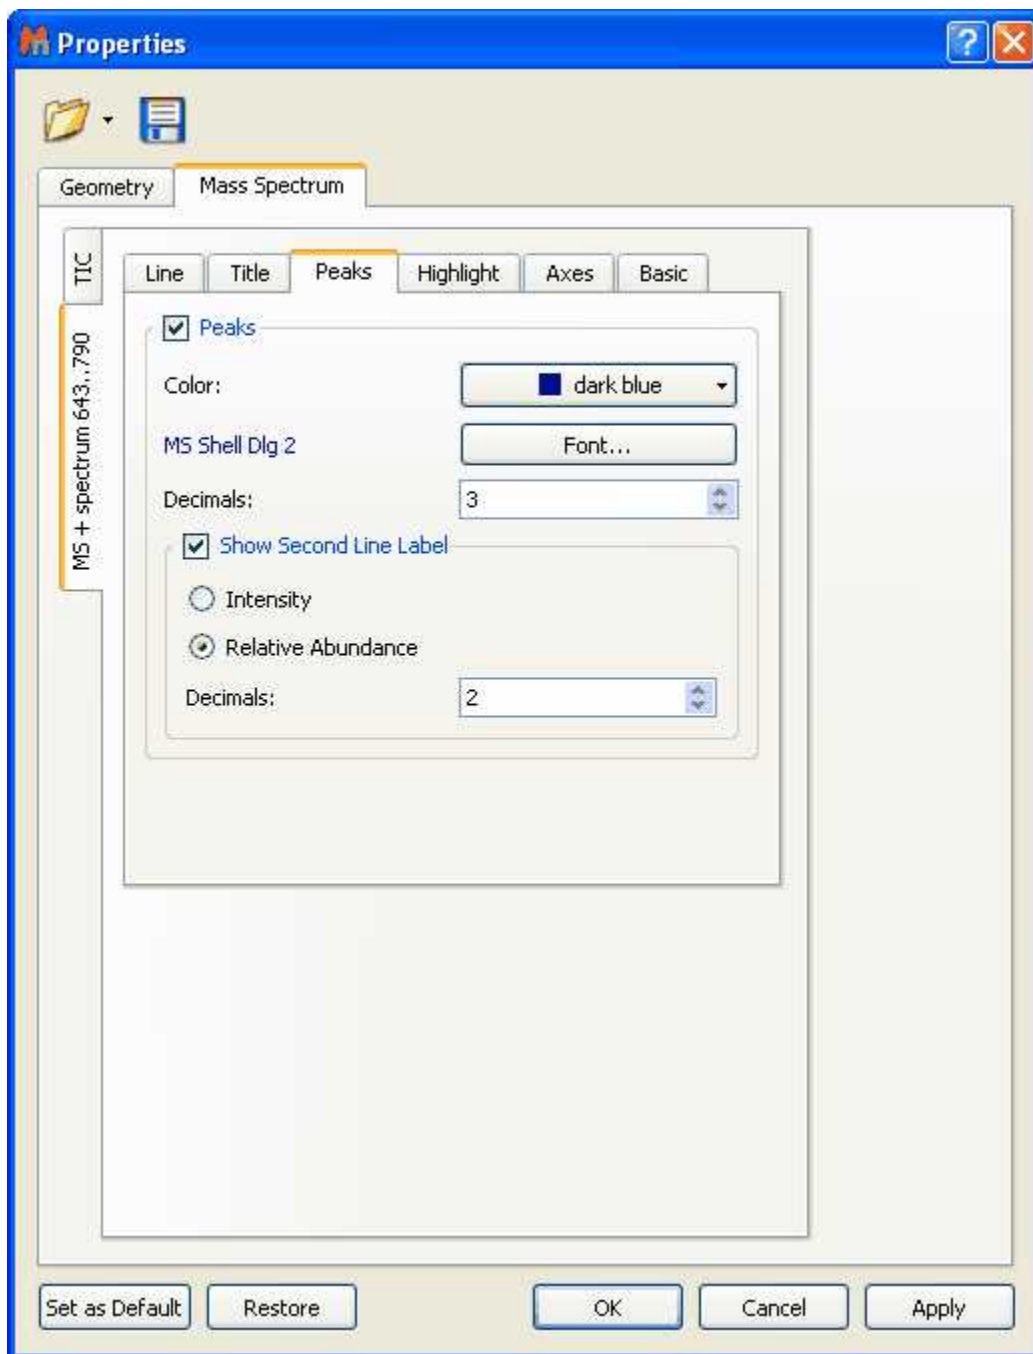 Properties
Geometry
Mass Spectrum
TIC
MS + spectrum 643..790
Line
Title
Peaks
Highlight
Axes
Basic
Peaks
Color:
dark blue
MS Shell Dlg 2
Font...
Decimals:
3
Show Second Line Label
Intensity
Relative Abundance
Decimals:
2
Set as Default
Restore
OK
Cancel
Apply